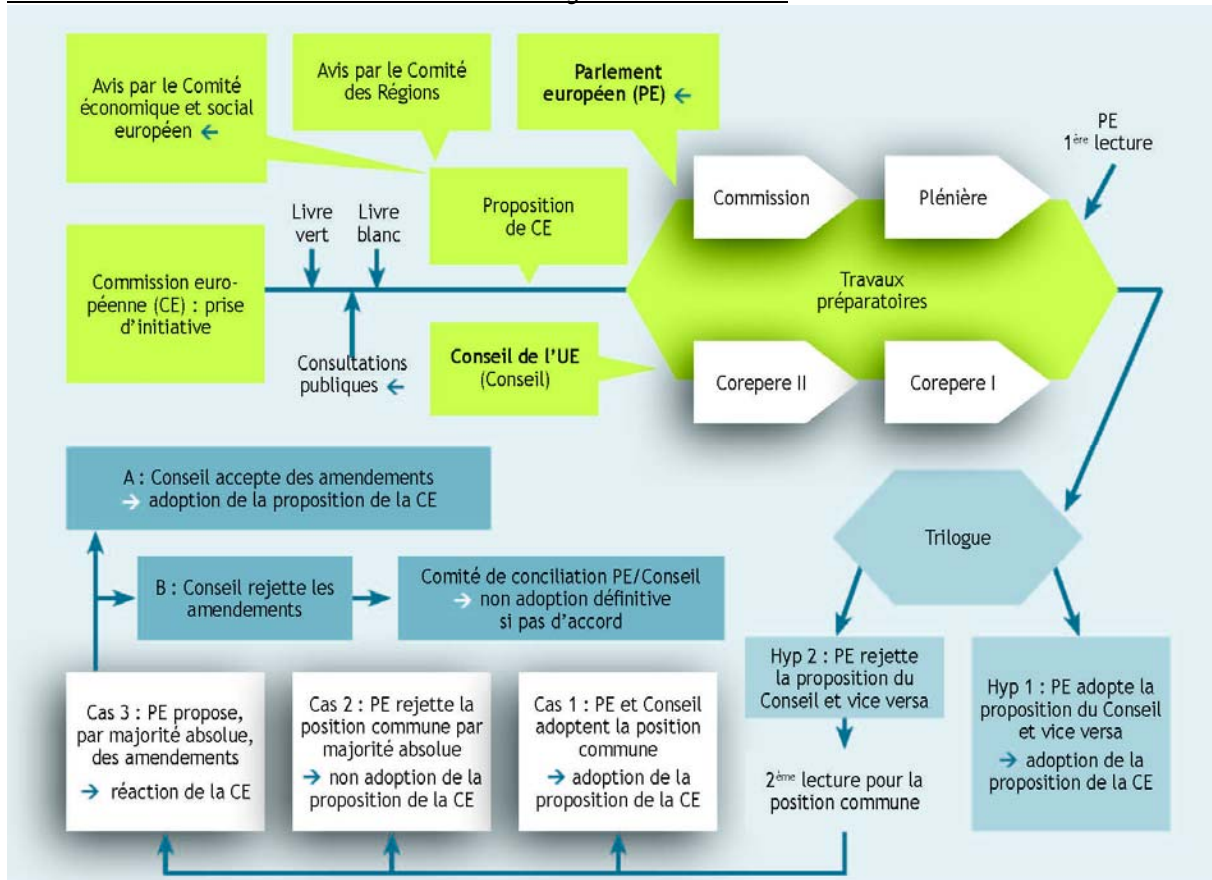 Avis par le Comité
économique et social
européen ←
Avis par le Comité
des Régions
Parlement
européen (PE) ←
PE
1ère lecture
Commission
Plénière
Livre
vert
Livre
blanc
Proposition
de CE
Commission euro-
péenne (CE) : prise
d'initiative
Travaux
préparatoires
Consultations
publiques ←
Conseil de l'UE
(Conseil)
Corepere II
Corepere I
A : Conseil accepte des amendements
→ adoption de la proposition de la CE
Trilogue
B : Conseil rejette les
amendements
Comité de conciliation PE/Conseil
→ non adoption définitive
si pas d'accord
Hyp 2 : PE rejette
la proposition du
Conseil et vice versa
Hyp 1 : PE adopte la
proposition du Conseil
et vice versa
→ adoption de la
proposition de la CE
Cas 3 : PE propose,
par majorité absolue,
des amendements
→ réaction de la CE
Cas 2 : PE rejette la
position commune par
majorité absolue
→ non adoption de la
proposition de la CE
Cas 1 : PE et Conseil
adoptent la position
commune
→ adoption de la
proposition de la CE
2ème lecture pour la
position commune